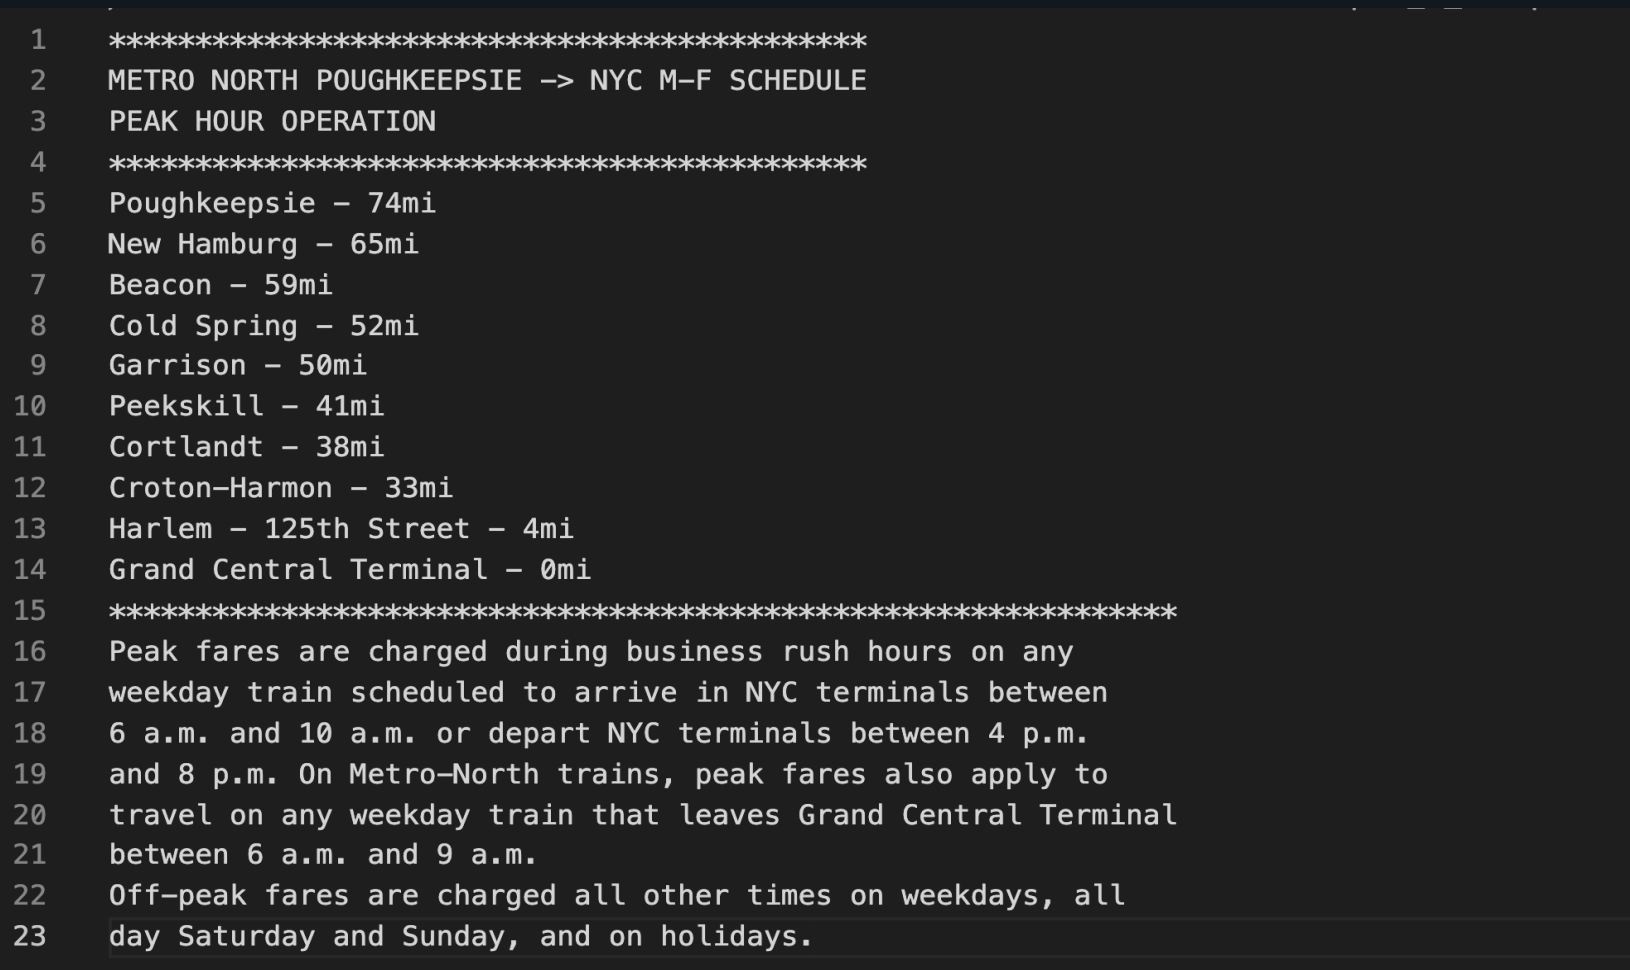 1 ********************************************
2 METRO NORTH POUGHKEEPSIE -> NYC M-F SCHEDULE
3 PEAK HOUR OPERATION
4 ********************************************
5 Poughkeepsie - 74mi
6 New Hamburg - 65mi
7 Beacon - 59mi
8 Cold Spring - 52mi
9 Garrison - 50mi
10 Peekskill - 41mi
11 Cortlandt - 38mi
12 Croton-Harmon - 33mi
13 Harlem - 125th Street - 4mi
14 Grand Central Terminal - 0mi
15 **************************************************************
16 Peak fares are charged during business rush hours on any
17 weekday train scheduled to arrive in NYC terminals between
18 6 a.m. and 10 a.m. or depart NYC terminals between 4 p.m.
19 and 8 p.m. On Metro-North trains, peak fares also apply to
20 travel on any weekday train that leaves Grand Central Terminal
21 between 6 a.m. and 9 a.m.
22 Off-peak fares are charged all other times on weekdays, all
23 day Saturday and Sunday, and on holidays.